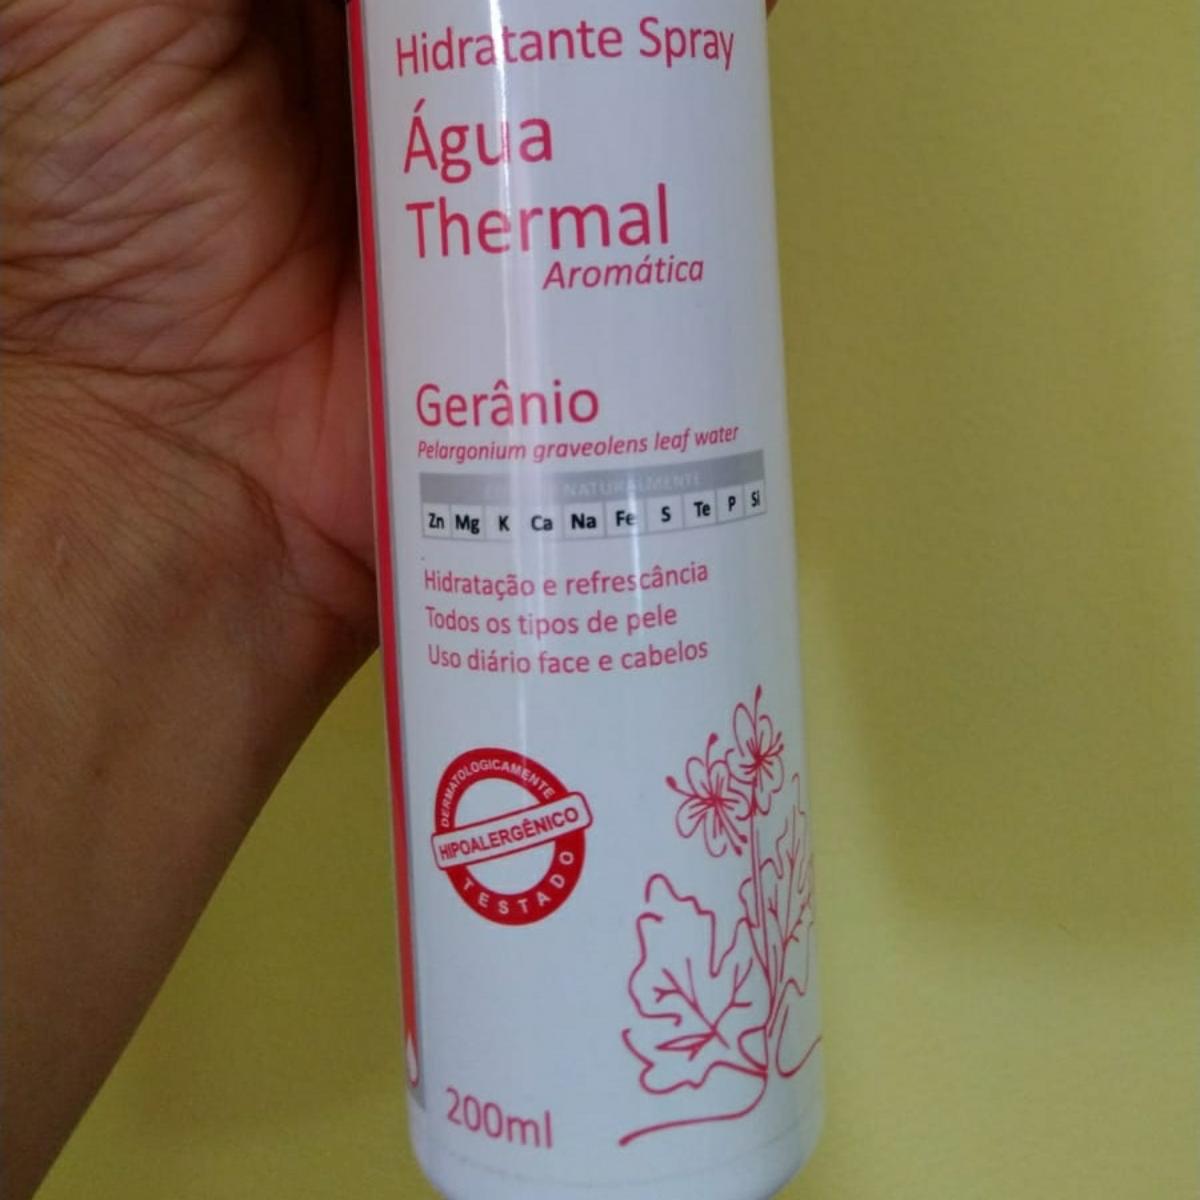 Hidratante Spray
Água
Thermal
Aromática
Gerânio
Pelargonium graveolens leaf water
NATURALMENTE
Zn Mg K Ca Na Fe S Te P Si
Hidratação e refrescância
Todos os tipos de pele
Uso diário face e cabelos
DERMATOLOGICAMENTE
HIPOALERGÊNICO
TESTADO
200ml